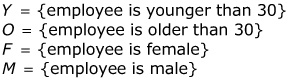 Y = {employee is younger than 30}
O = {employee is older than 30}
F = {employee is female}
M = {employee is male}